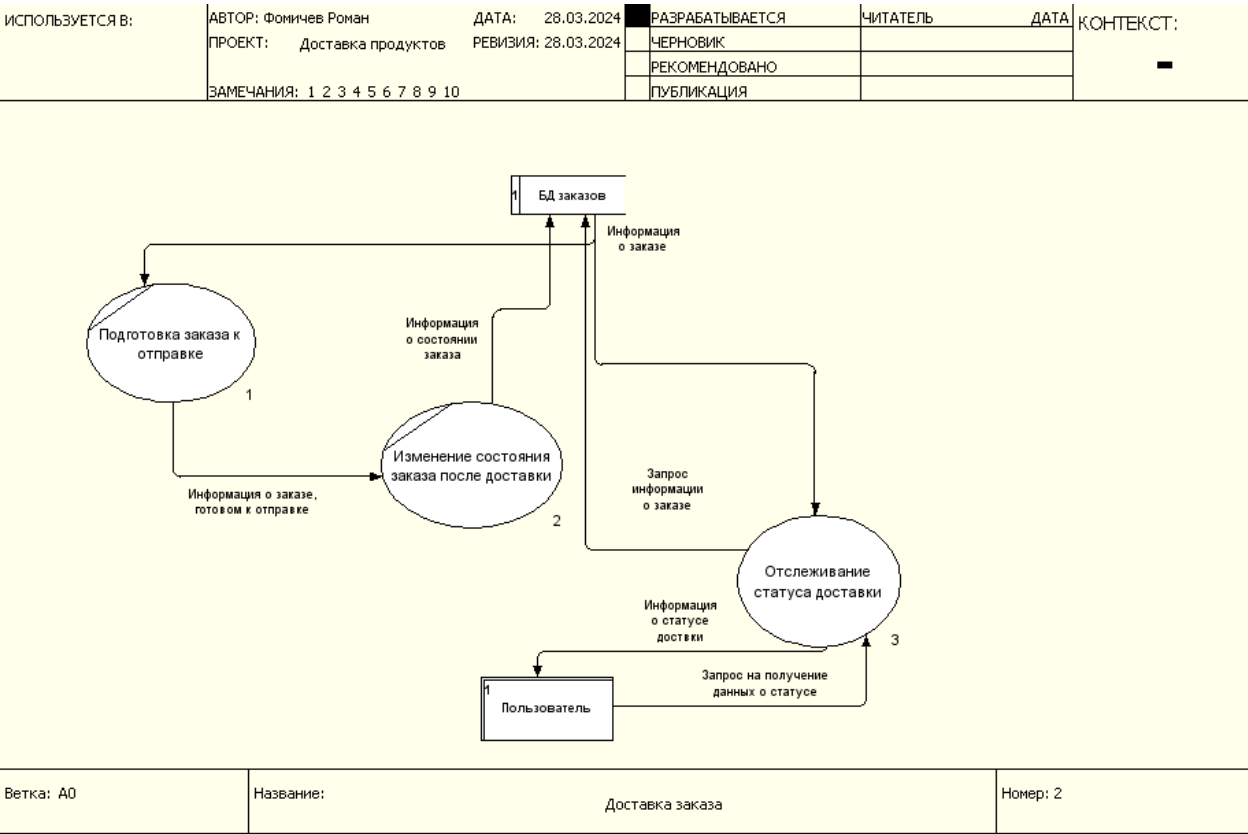 ИСПОЛЬЗУЕТСЯ В:
АВТОР: Фомичев Роман
ДАТА: 28.03.2024
РАЗРАБАТЫВАЕТСЯ
ЧИТАТЕЛЬ
ДАТА
КОНТЕКСТ:
ПРОЕКТ: Доставка продуктов
РЕВИЗИЯ: 28.03.2024
ЧЕРНОВИК
РЕКОМЕНДОВАНО
ЗАМЕЧАНИЯ: 1 2 3 4 5 6 7 8 9 10
ПУБЛИКАЦИЯ
1
БД заказов
Информация
о заказе
Подготовка заказа к
отправке
1
Информация
о состоянии
заказа
Изменение состояния
заказа после доставки
2
Информация о заказе,
готовом к отправке
Запрос
информации
о заказе
Отслеживание
статуса доставки
3
Информация
о статусе
доствки
Запрос на получение
данных о статусе
1
Пользователь
Ветка: A0
Название:
Доставка заказа
Номер: 2